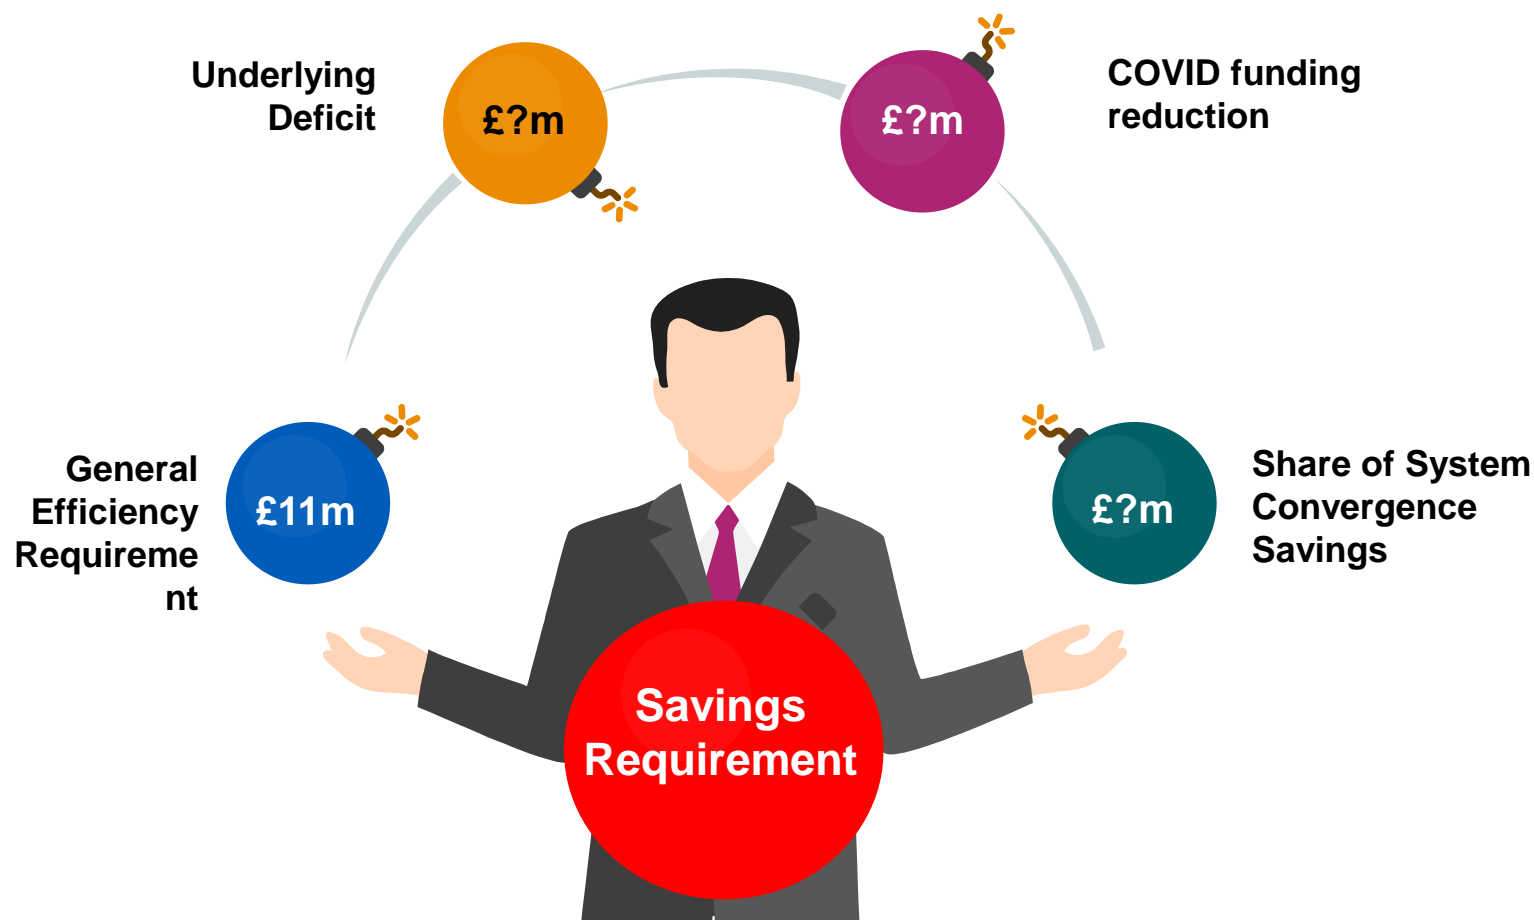 Underlying
Deficit
£?m
£?m
COVID funding
reduction
General
Efficiency
Requireme
nt
£11m
£?m
Share of System
Convergence
Savings
Savings
Requirement